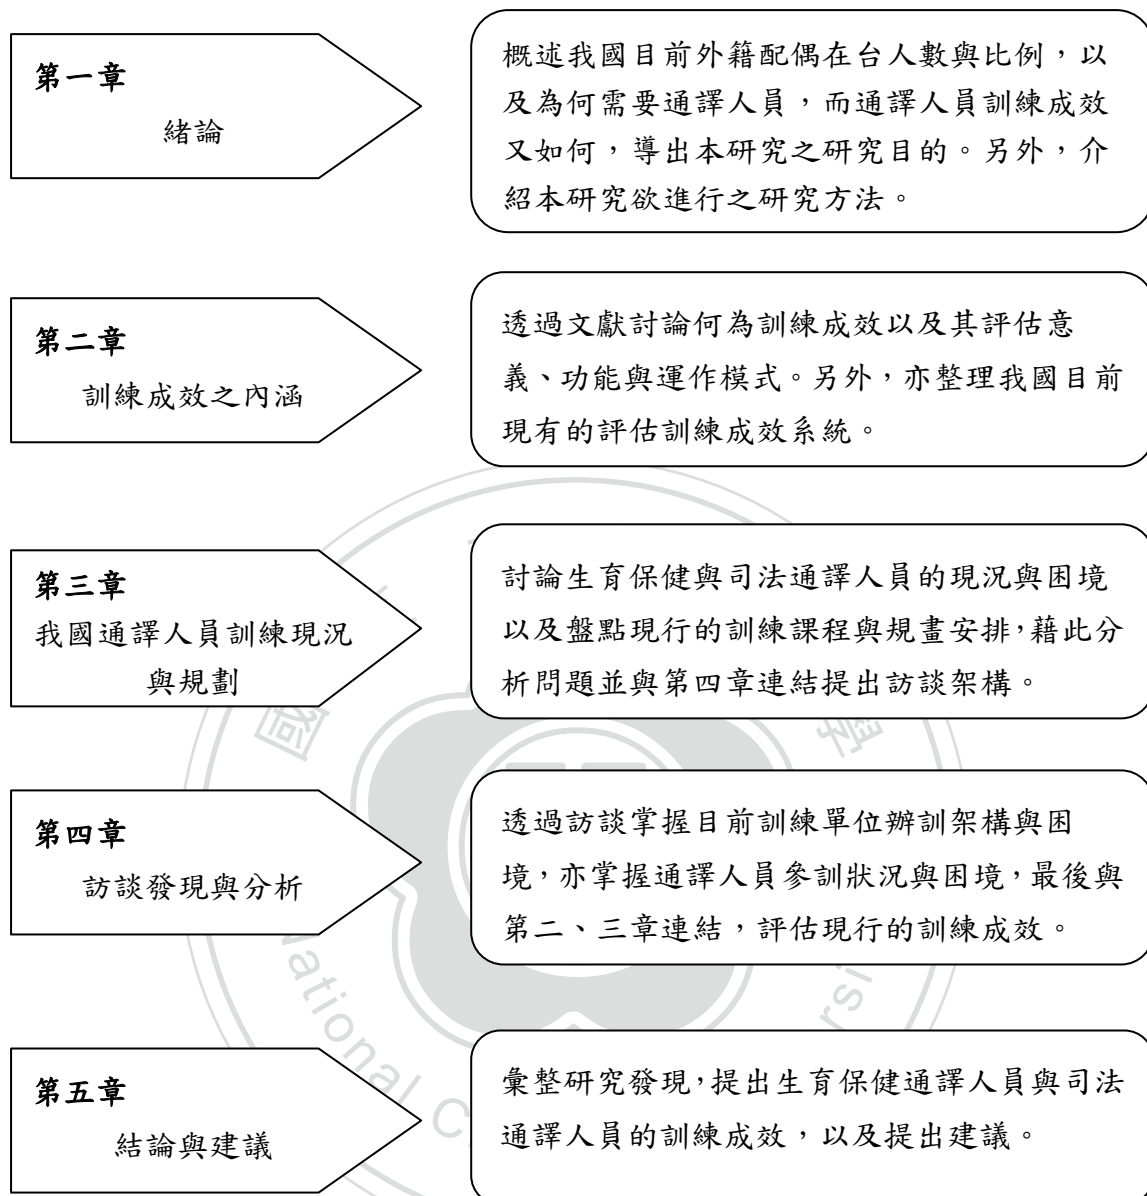 第一章
緒論
概述我國目前外籍配偶在台人數與比例，以
及為何需要通譯人員，而通譯人員訓練成效
又如何，導出本研究之研究目的。另外，介
紹本研究欲進行之研究方法。
第二章
訓練成效之內涵
透過文獻討論何為訓練成效以及其評估意
義、功能與運作模式。另外，亦整理我國目前
現有的評估訓練成效系統。
第三章
我國通譯人員訓練現況
與規劃
討論生育保健與司法通譯人員的現況與困境
以及盤點現行的訓練課程與規畫安排，藉此分
析問題並與第四章連結提出訪談架構。
國
第四章
訪談發現與分析
透過訪談掌握目前訓練單位辦訓架構與困
境，亦掌握通譯人員參訓狀況與困境，最後與
第二、三章連結，評估現行的訓練成效。
National C
第五章
結論與建議
彙整研究發現，提出生育保健通譯人員與司法
通譯人員的訓練成效，以及提出建議。